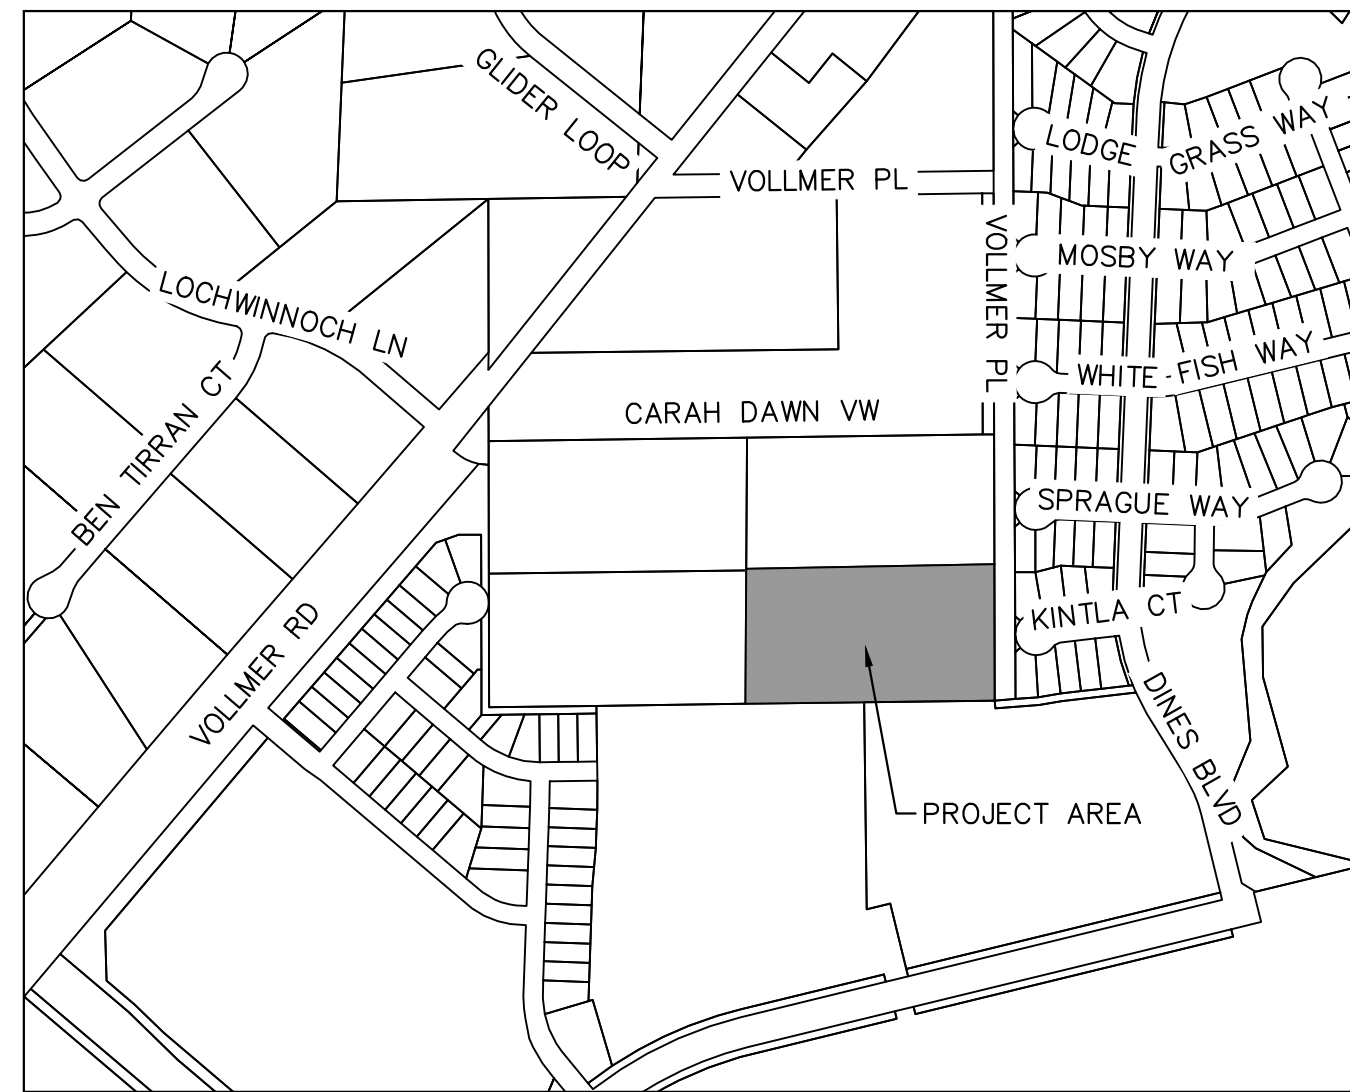 GLIDER LOOP
LODGE GRASS WAY
VOLLMER PL
VOLLMER PL
MOSBY WAY
LOCHWINNOCH LN
WHITE FISH WAY
BEN TIRRAN CT
CARAH DAWN VW
SPRAGUE WAY
KINTLA CT
VOLLMER RD
DINES BLVD
PROJECT AREA